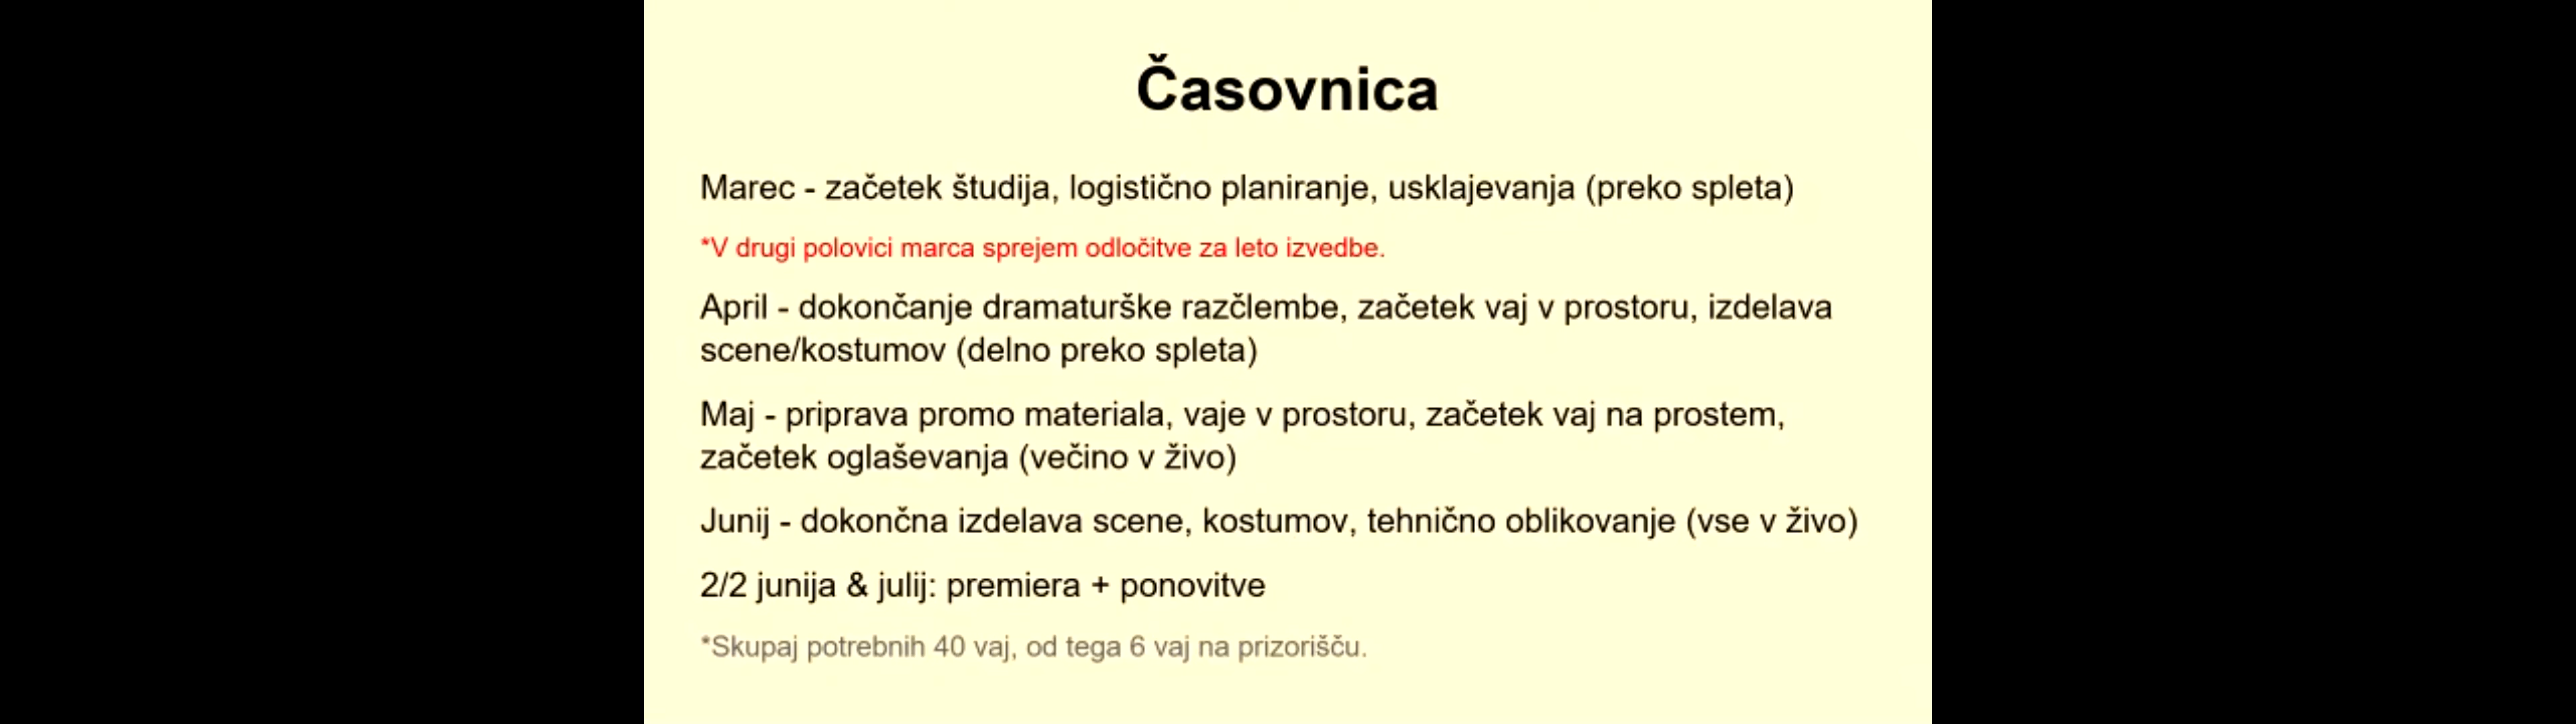 Časovnica
Marec - začetek študija, logistično planiranje, usklajevanja (preko spleta)
*V drugi polovici marca sprejem odločitve za leto izvedbe.
April - dokončanje dramaturške razčlembe, začetek vaj v prostoru, izdelava
scene/kostumov (delno preko spleta)
Maj - priprava promo materiala, vaje v prostoru, začetek vaj na prostem,
začetek oglaševanja (večino v živo)
Junij - dokončna izdelava scene, kostumov, tehnično oblikovanje (vse v živo)
2/2 junija & julij: premiera + ponovitve
*Skupaj potrebnih 40 vaj, od tega 6 vaj na prizorišču.